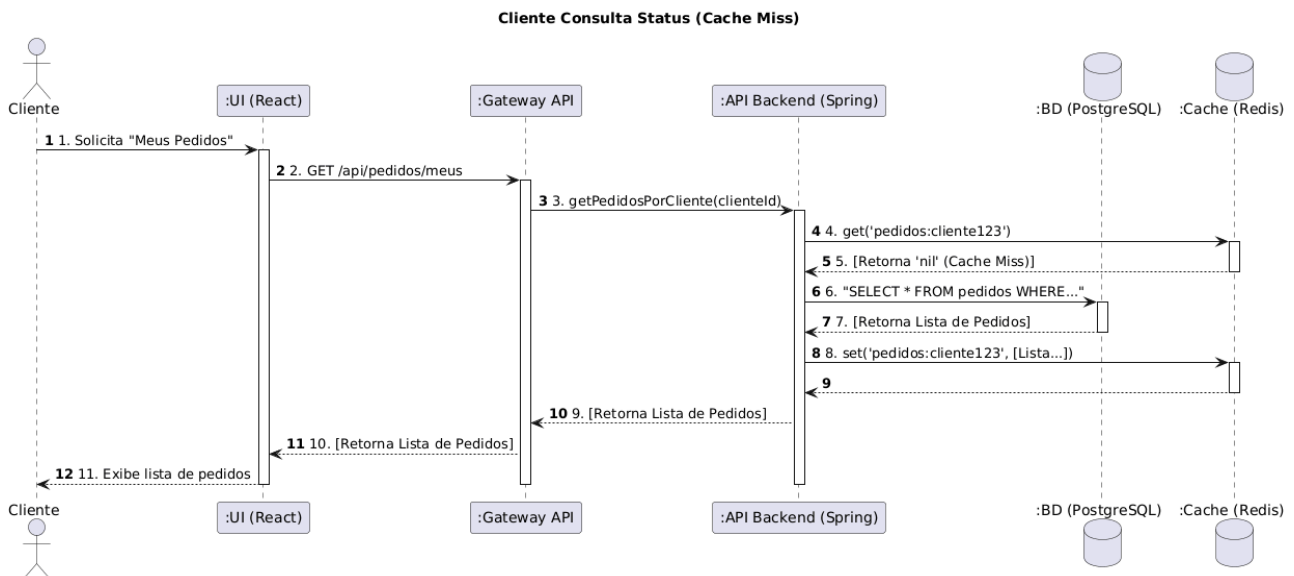 Cliente Consulta Status (Cache Miss)
Cliente
:UI (React)
:Gateway API
:API Backend (Spring)
:BD (PostgreSQL)
:Cache (Redis)
1 1. Solicita "Meus Pedidos"
2 2. GET /api/pedidos/meus
3 3. getPedidosPorCliente(clienteId)
4 4. get('pedidos:cliente123')
5 5. [Retorna 'nil' (Cache Miss)]
6 6. "SELECT * FROM pedidos WHERE..."
7 7. [Retorna Lista de Pedidos]
8 8. set('pedidos:cliente123', [Lista...])
9
10 9. [Retorna Lista de Pedidos]
11 10. [Retorna Lista de Pedidos]
12 11. Exibe lista de pedidos
Cliente
:UI (React)
:Gateway API
:API Backend (Spring)
:BD (PostgreSQL)
:Cache (Redis)